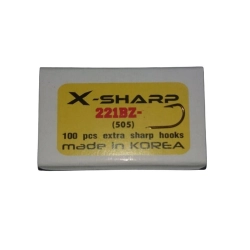 X-SHARP
221BZ-
(505)
100 pcs extra sharp hooks
made in KOREA